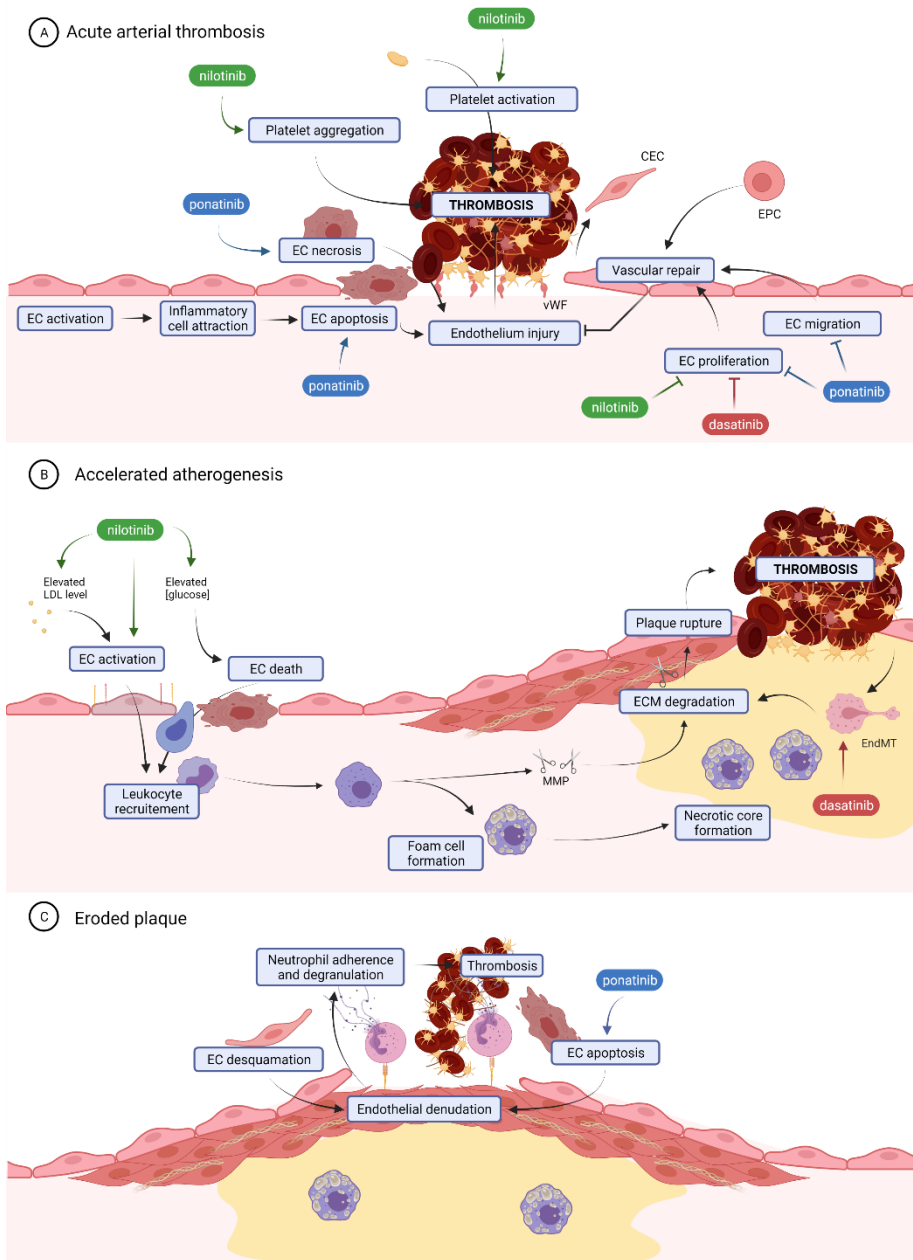 A Acute arterial thrombosis
nilotinib
nilotinib
Platelet activation
Platelet aggregation
CEC
EPC
THROMBOSIS
ponatinib
EC necrosis
Vascular repair
vWF
EC activation
Inflammatory
cell attraction
EC apoptosis
Endothelium injury
EC migration
EC proliferation
ponatinib
nilotinib
dasatinib
ponatinib
B Accelerated atherogenesis
nilotinib
Elevated
LDL level
Elevated
[glucose]
THROMBOSIS
Plaque rupture
EC activation
EC death
ECM degradation
EndMT
Leukocyte
recruitement
MMP
dasatinib
Foam cell
formation
Necrotic core
formation
C Eroded plaque
Neutrophil adherence
and degranulation
Thrombosis
ponatinib
EC desquamation
EC apoptosis
Endothelial denudation